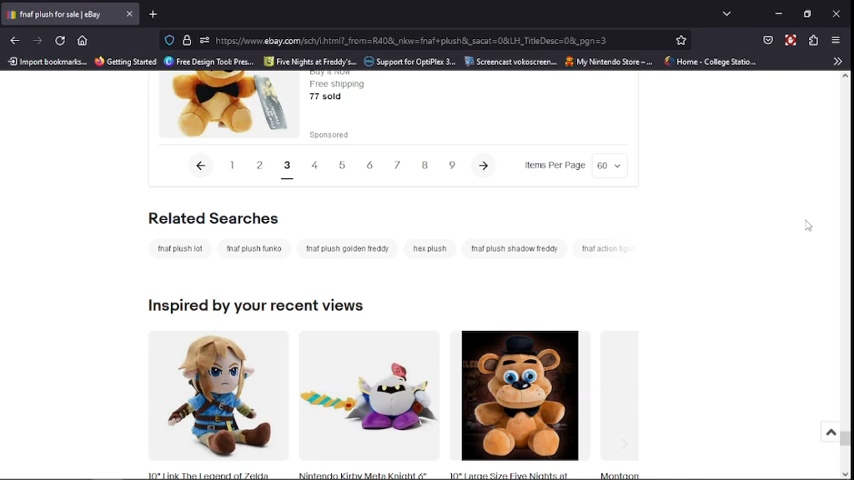 fnaf plush for sale | eBay
https://www.ebay.com/sch/i.html?_from=R40&_nkw=fnaf+plush&_sacat=0&LH_TitleDesc=0&_pgn=3
Import bookmarks... Getting Started Free Design Tool: Pres... Five Nights at Freddy's... Support for OptiPlex 3... Screencast vokoscreen... My Nintendo Store – ... Home - College Statio...
Buy It Now
Free shipping
77 sold
Sponsored
1 2 3 4 5 6 7 8 9 Items Per Page 60
Related Searches
fnaf plush lot fnaf plush funko fnaf plush golden freddy hex plush fnaf plush shadow freddy fnaf action
Inspired by your recent views
10" Link The Legend of Zelda Nintendo Kirby Meta Knight 6" 10" Large Size Five Nights at